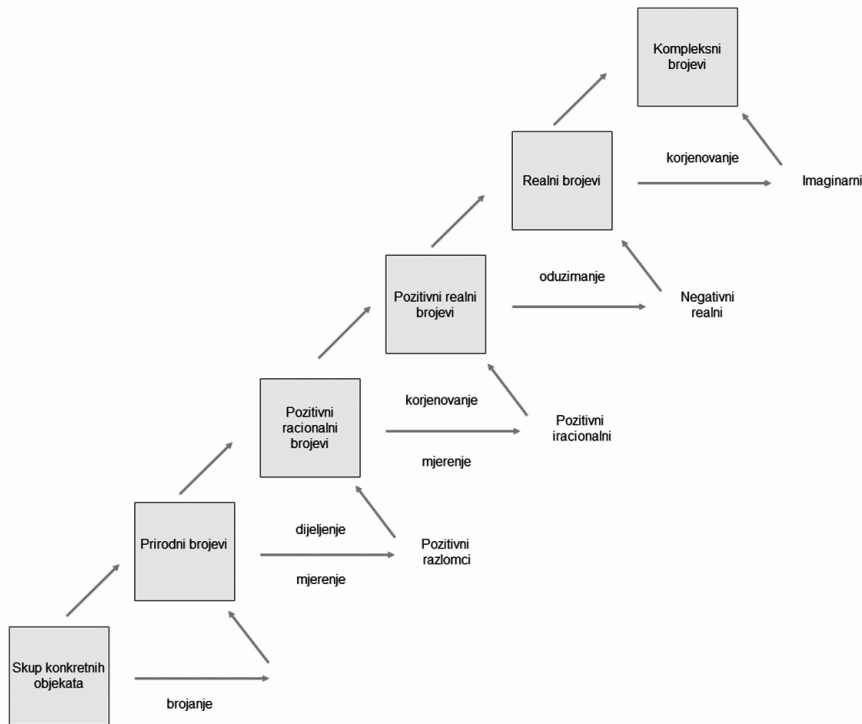 Kompleksni
brojevi
korjenovanje
Realni brojevi
Imaginarni
oduzimanje
Pozitivni realni
brojevi
Negativni
realni
korjenovanje
Pozitivni
racionalni
brojevi
Pozitivni
iracionalni
mjerenje
dijeljenje
Prirodni brojevi
Pozitivni
razlomci
mjerenje
Skup konkretnih
objekata
brojanje